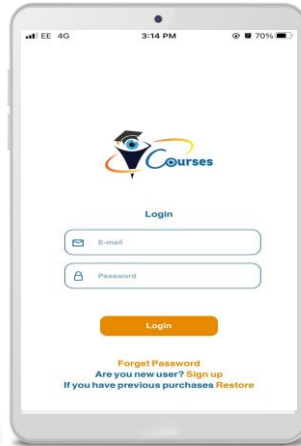 EE 4G 3:14 PM 70%
Courses
Login
E-mail
Password
Login
Forget Password
Are you new user? Sign up
If you have previous purchases Restore